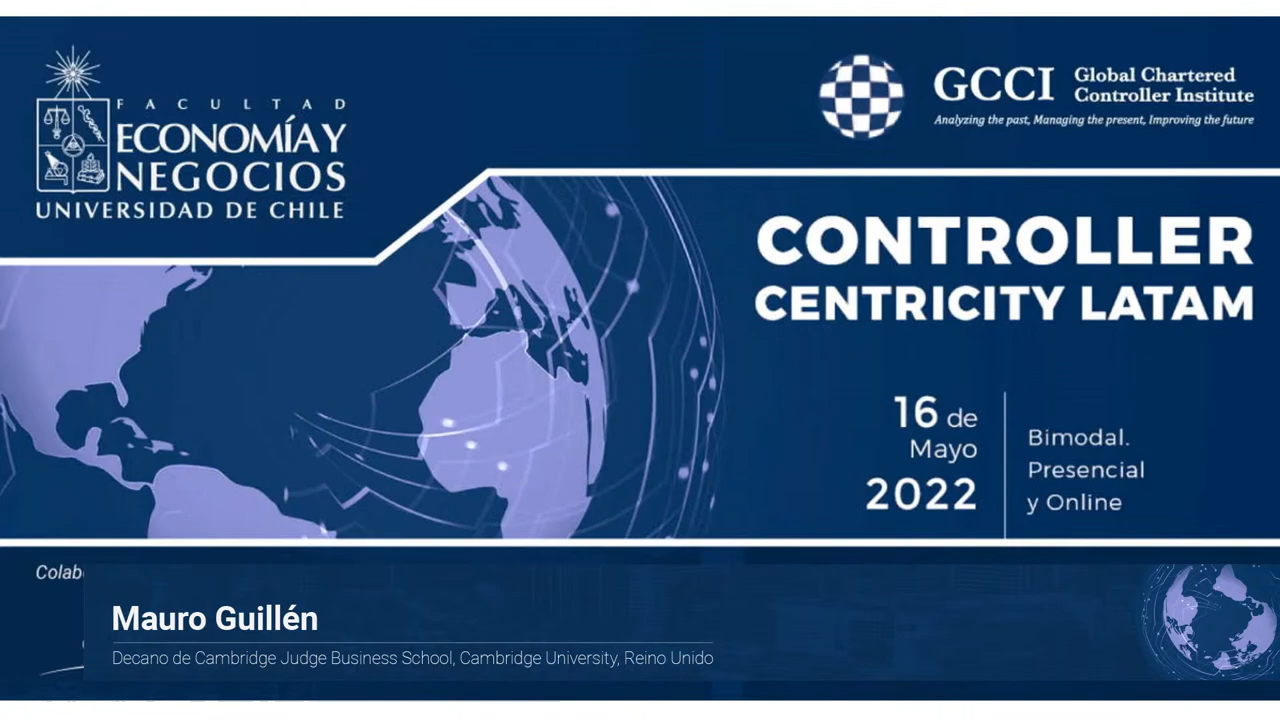 FACULTAD
ECONOMÍA Y
NEGOCIOS
UNIVERSIDAD DE CHILE
GCCI
Global Chartered
Controller Institute
Analyzing the past, Managing the present, Improving the future
CONTROLLER
CENTRICITY LATAM
16 de
Mayo
2022
Bimodal.
Presencial
y Online
Mauro Guillén
Decano de Cambridge Judge Business School, Cambridge University, Reino Unido